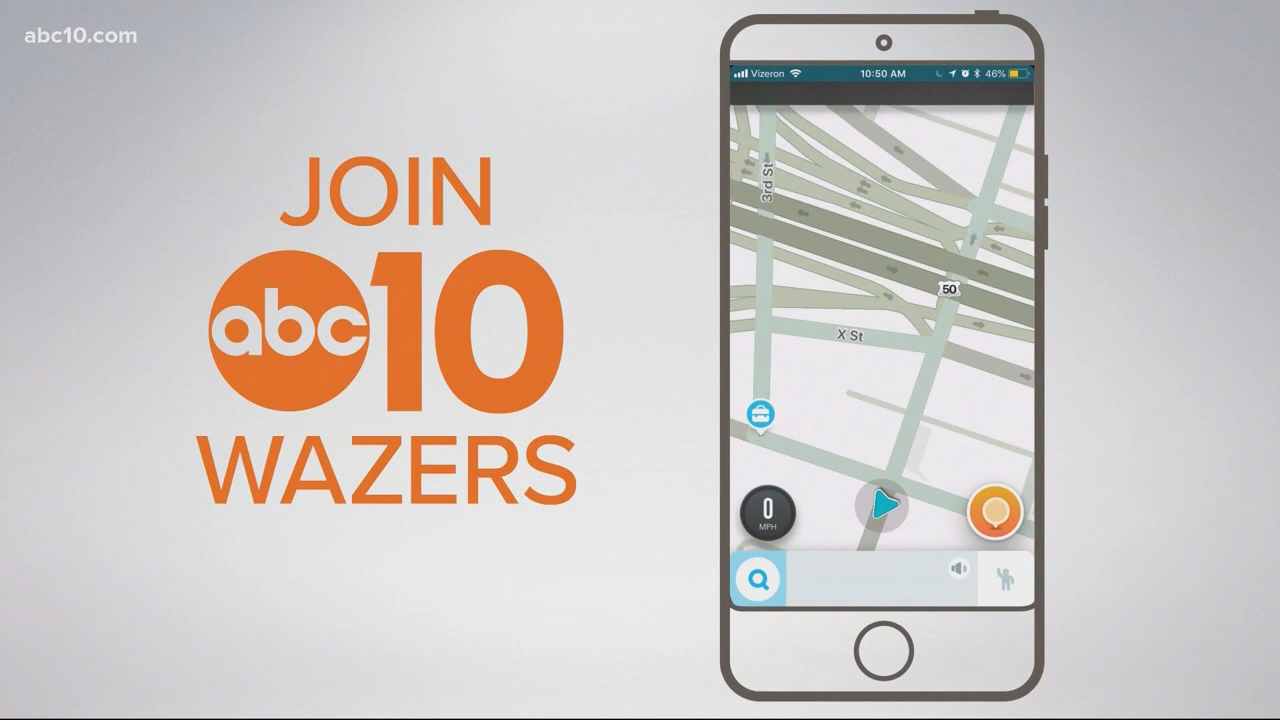 abc10.com
JOIN
abc10
WAZERS
Vizeron
10:50 AM
46%
3rd St
50
X St
0
MPH